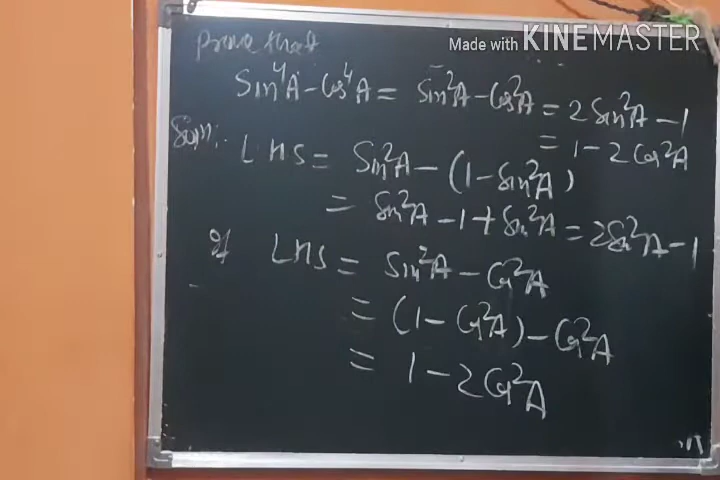 Made with KINEMASTER
Prove that
Sin⁴A - Cos⁴A = Sin²A - Cos²A = 2Sin²A - 1
= 1 - 2Cos²A
Soln:- LHS = Sin²A - (1 - Sin²A)
= Sin²A - 1 + Sin²A = 2Sin²A - 1
If LHS = Sin²A - Cos²A
= (1 - Cos²A) - Cos²A
= 1 - 2Cos²A